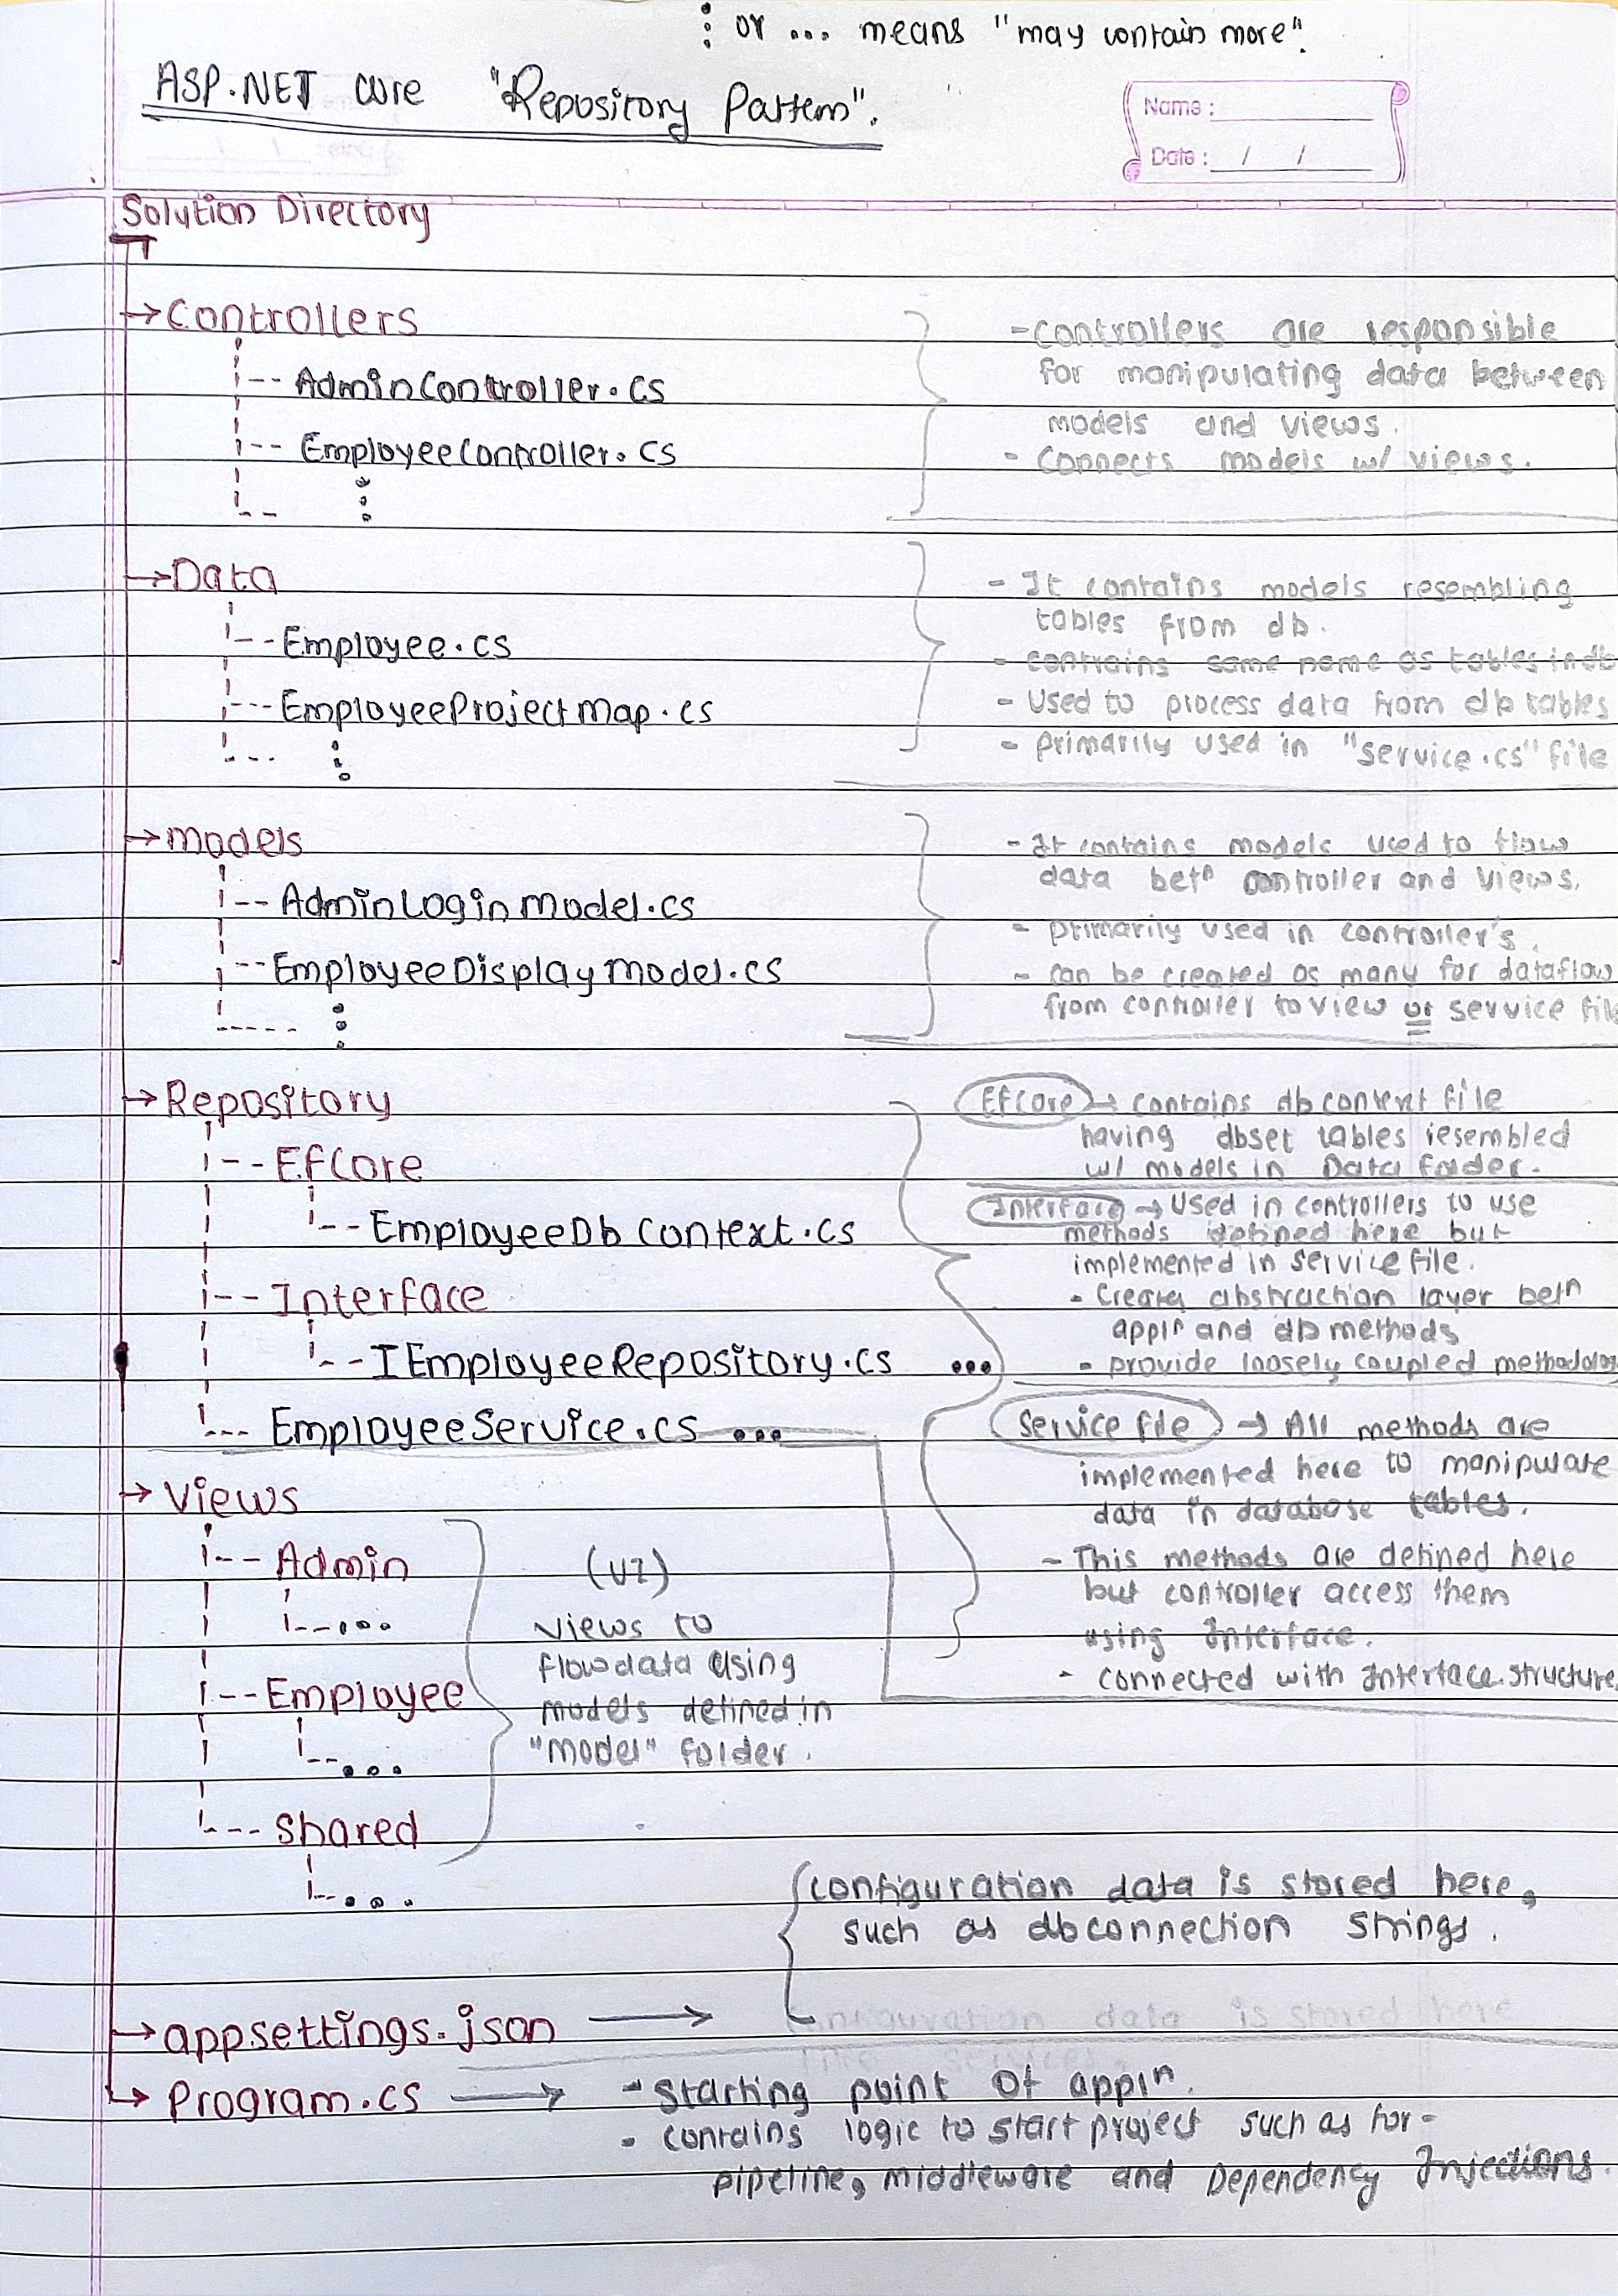 ⋮ or ... means "may contain more".
ASP.NET core "Repository Pattern".
Name :
Date : / /
Solution Directory
→ Controllers
-- AdminController.cs
-- EmployeeController.cs
⋮
- Controllers are responsible
for manipulating data between
models and views.
- Connects models w/ views.
→ Data
-- Employee.cs
-- EmployeeProjectMap.cs
⋮
- It contains models resembling
tables from db.
- contrains same name as tables in db
- Used to process data from db tables
- primarily used in "service.cs" file
→ Models
-- AdminLoginModel.cs
-- EmployeeDisplayModel.cs
⋮
- It contains models used to flow
data betn controller and views.
- primarily used in controller's.
- can be created as many for dataflow
from controller to view or service file
→ Repository
-- EfCore
-- EmployeeDbContext.cs
-- Interface
-- IEmployeeRepository.cs ...
--- EmployeeService.cs ...
Efcore → contains dbcontext file
having dbset tables resembled
w/ models in Data folder.
Interface → Used in controllers to use
methods defined here but
implemented in service file.
- Creates abstraction layer betn
appln and db methods
- provide loosely coupled methodology
Service file → All methods are
implemented here to manipulate
data in database tables.
- This methods are defined here
but controller access them
using Interface.
- connected with Interface structure.
→ Views
-- Admin
--...
-- Employee
--...
--- Shared
--...
(UI)
views to
flow data using
models defined in
"model" folder.
→ appsettings.json →
configuration data is stored here,
such as dbconnection strings.
configuration data is stored here
like services,
→ Program.cs →
- starting point of appln.
- contains logic to start project such as for -
pipeline, middleware and Dependency Injections.